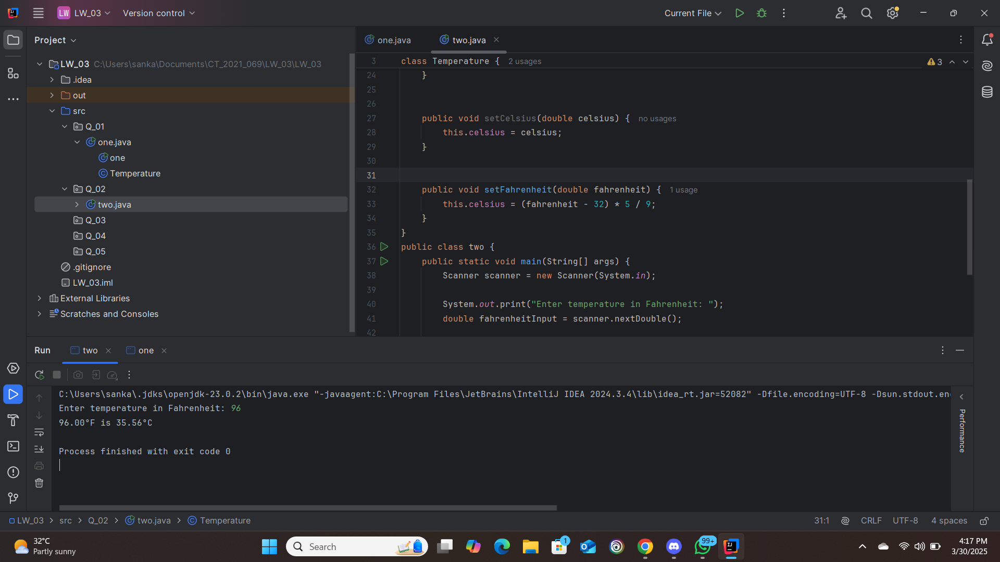 LW LW_03 Version control Current File
Project
LW_03 C:\Users\sanka\Documents\CT_2021_069\LW_03\LW_03
.idea
out
src
Q_01
one.java
one
Temperature
Q_02
two.java
Q_03
Q_04
Q_05
.gitignore
LW_03.iml
External Libraries
Scratches and Consoles
one.java two.java
3 class Temperature { 2 usages 3
24 }
25
26
27 public void setCelsius(double celsius) { no usages
28 this.celsius = celsius;
29 }
30
31
32 public void setFahrenheit(double fahrenheit) { 1 usage
33 this.celsius = (fahrenheit - 32) * 5 / 9;
34 }
35 }
36 public class two {
37 public static void main(String[] args) {
38 Scanner scanner = new Scanner(System.in);
39
40 System.out.print("Enter temperature in Fahrenheit: ");
41 double fahrenheitInput = scanner.nextDouble();
42
Run two one
C:\Users\sanka\.jdks\openjdk-23.0.2\bin\java.exe "-javaagent:C:\Program Files\JetBrains\IntelliJ IDEA 2024.3.4\lib\idea_rt.jar=52082" -Dfile.encoding=UTF-8 -Dsun.stdout.en
Enter temperature in Fahrenheit: 96
96.00°F is 35.56°C
Process finished with exit code 0
Performance
LW_03 src Q_02 two.java Temperature 31:1 CRLF UTF-8 4 spaces
32°C
Partly sunny
Search
1
99+
4:17 PM
3/30/2025